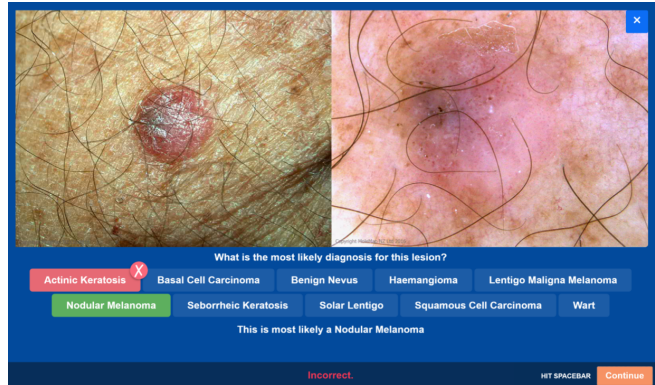 ×
What is the most likely diagnosis for this lesion?
X
Actinic Keratosis Basal Cell Carcinoma Benign Nevus Haemangioma Lentigo Maligna Melanoma
Nodular Melanoma Seborrheic Keratosis Solar Lentigo Squamous Cell Carcinoma Wart
This is most likely a Nodular Melanoma
Incorrect. HIT SPACEBAR Continue